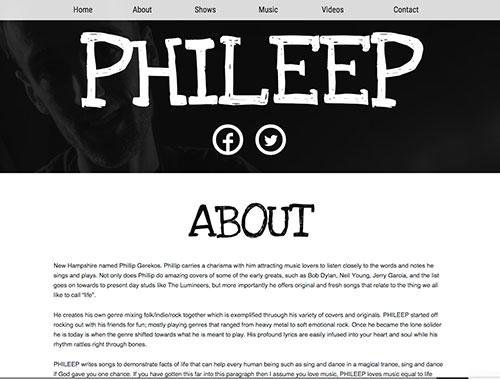 Home About Shows Music Videos Contact
PHILEEP
ABOUT
New Hampshire named Phillip Gerekos. Phillip carries a charisma with him attracting music lovers to listen closely to the words and notes he
sings and plays. Not only does Phillip do amazing covers of some of the early greats, such as Bob Dylan, Neil Young, Jerry Garcia, and the list
goes on towards to present day studs like The Lumineers, but more importantly he offers original and fresh songs that relate to the thing we all
like to call "life".
He creates his own genre mixing folk/indie/rock together which is exemplified througuh his variety of covers and originals. PHILEEP started off
rocking out with his friends for fun; mostly playing genres that ranged from heavy metal to soft emotional rock. Once he became the lone solider
he is today is when the genre shifted towards what he is meant to play. His profound lyrics are easily infused into your heart and soul while his
rhythm rattles right through bones.
PHILEEP writes songs to demonstrate facts of life that can help every human being such as sing and dance in a magical trance, sing and dance
if God gave you one chance. If you have gotten this far into this paragraph then I assume you love music, PHILEEP loves music equal to life